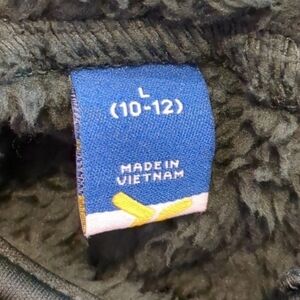 L
(10-12)
MADE IN
VIETNAM